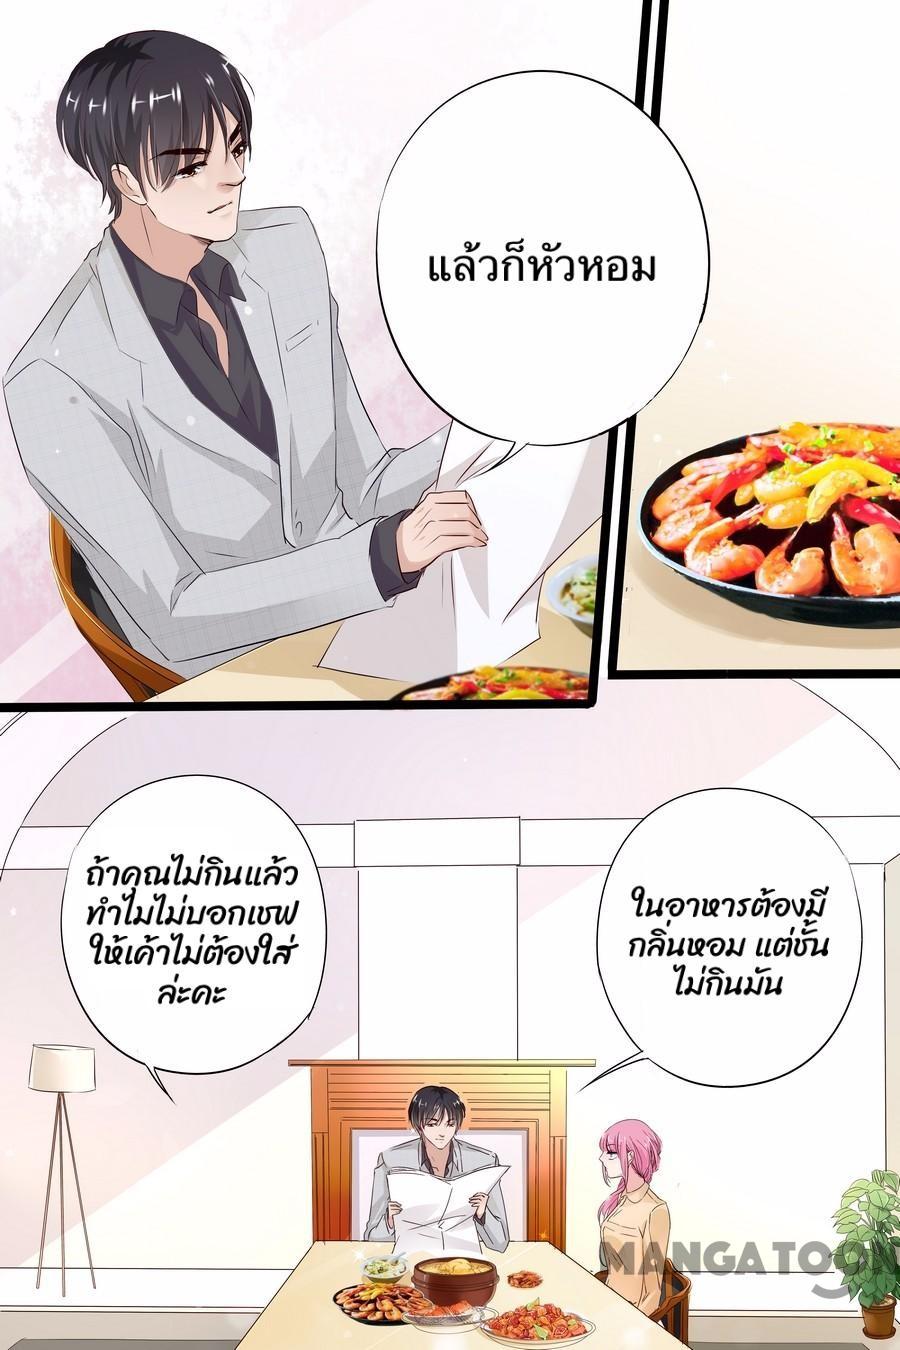 แล้วก็หัวหอม
ถ้าคุณไม่กินแล้ว
ทำไมไม่บอกเชฟ
ให้เค้าไม่ต้องใส่
ล่ะคะ
ในอาหารต้องมี
กลิ่นหอม แต่ชั้น
ไม่กินมัน
MANGATOON